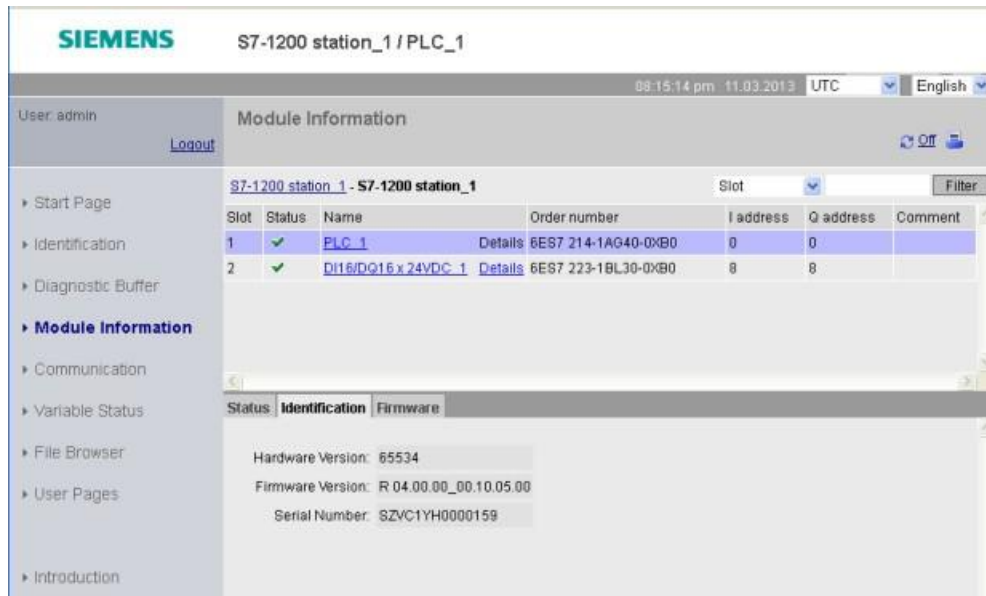 SIEMENS S7-1200 station_1 / PLC_1
08:15:14 pm 11.03.2013 UTC English
User: admin Module Information
Logout Off
S7-1200 station_1 - S7-1200 station_1 Slot Filter
Start Page
Slot Status Name Order number I address Q address Comment
Identification
1 PLC_1 Details 6ES7 214-1AG40-0XB0 0 0
2 DI16/DQ16 x 24VDC_1 Details 6ES7 223-1BL30-0XB0 8 8
Diagnostic Buffer
Module Information
Communication
Variable Status
Status Identification Firmware
File Browser
Hardware Version: 65534
Firmware Version: R 04.00.00_00.10.05.00
User Pages
Serial Number: SZVC1YH0000159
Introduction